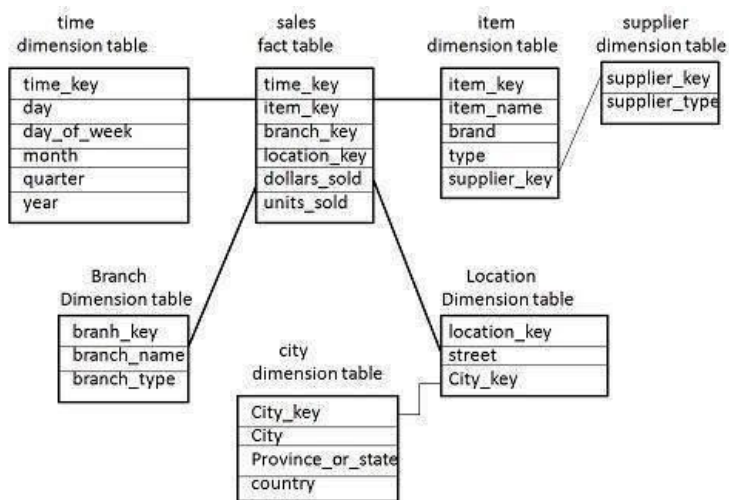 time
dimension table
time_key
day
day_of_week
month
quarter
year
sales
fact table
time_key
item_key
branch_key
location_key
dollars_sold
units_sold
item
dimension table
item_key
item_name
brand
type
supplier_key
supplier
dimension table
supplier_key
supplier_type
Branch
Dimension table
branh_key
branch_name
branch_type
city
dimension table
City_key
City
Province_or_state
country
Location
Dimension table
location_key
street
City_key